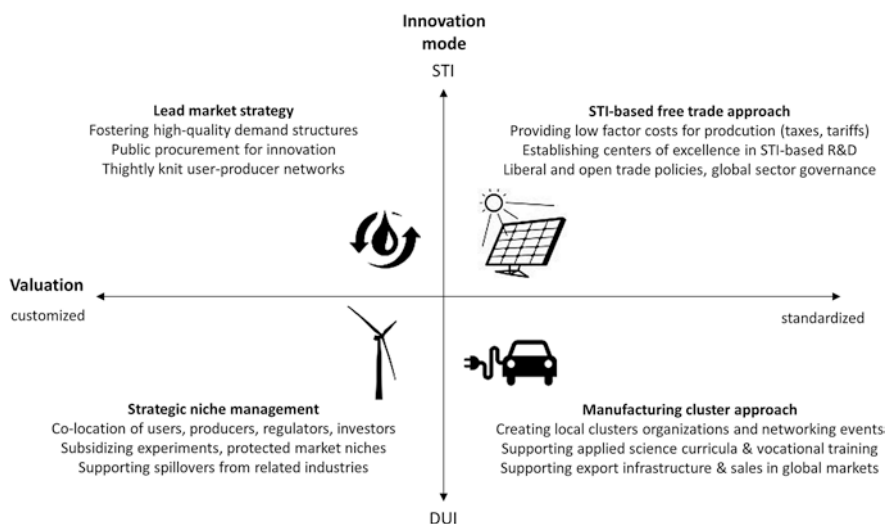 Innovation
mode
STI
Lead market strategy
Fostering high-quality demand structures
Public procurement for innovation
Thightly knit user-producer networks
STI-based free trade approach
Providing low factor costs for prodcution (taxes, tariffs)
Establishing centers of excellence in STI-based R&D
Liberal and open trade policies, global sector governance
Valuation
customized
standardized
Strategic niche management
Co-location of users, producers, regulators, investors
Subsidizing experiments, protected market niches
Supporting spillovers from related industries
Manufacturing cluster approach
Creating local clusters organizations and networking events
Supporting applied science curricula & vocational training
Supporting export infrastructure & sales in global markets
DUI